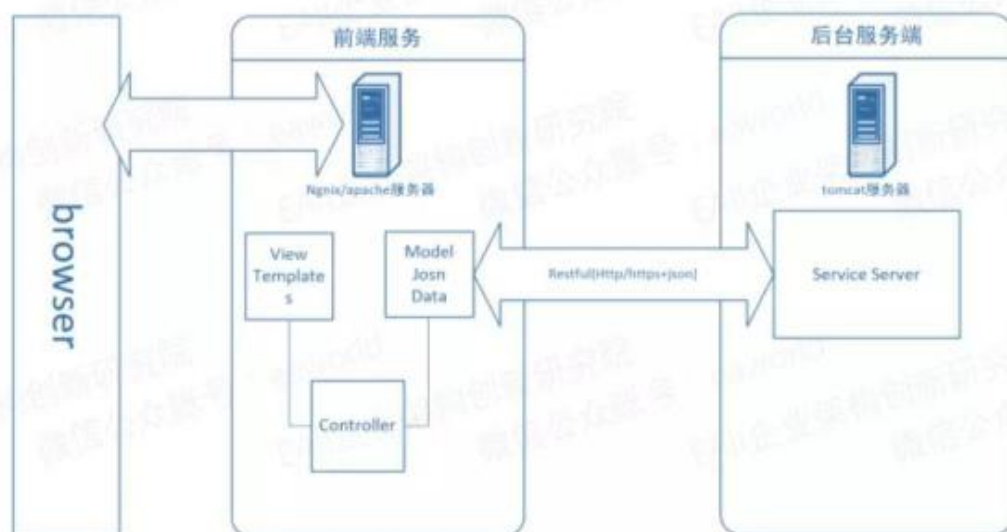 browser
前端服务
Ngnix/apache服务器
View
Template
s
Model
Josn
Data
Controller
Restful[Http/https+json]
后台服务端
tomcat服务器
Service Server